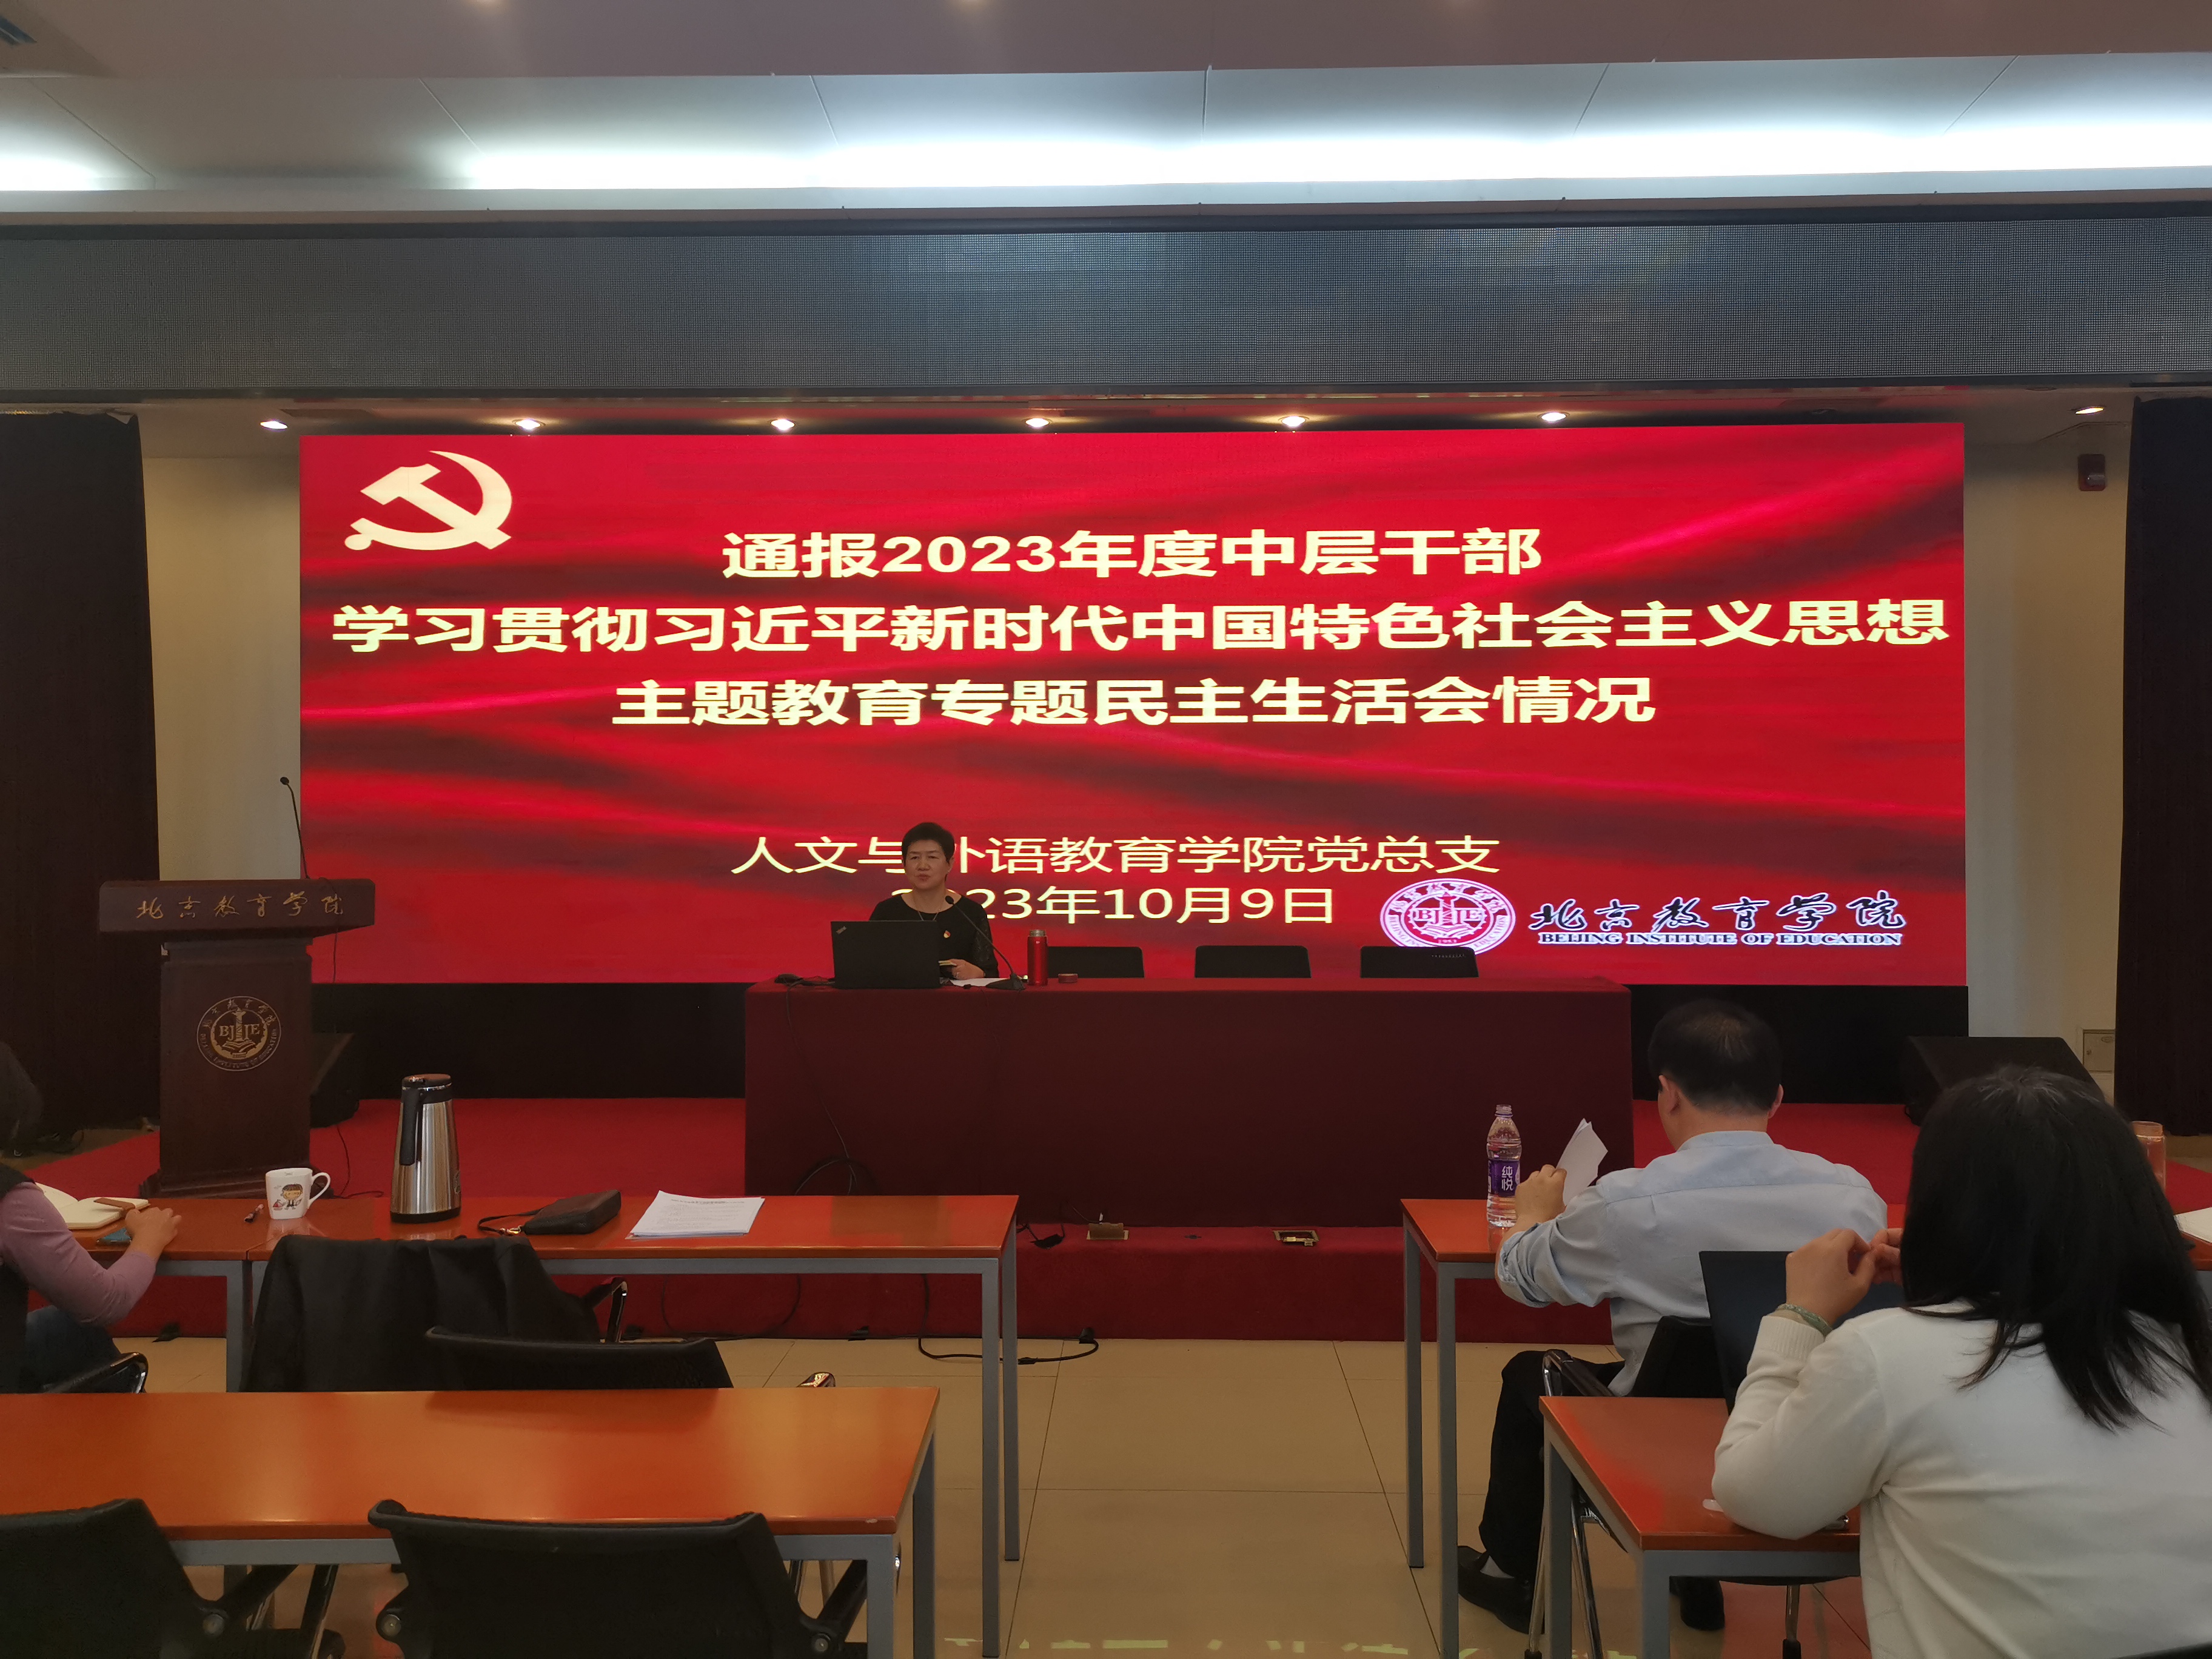 通报2023年度中层干部
学习贯彻习近平新时代中国特色社会主义思想
主题教育专题民主生活会情况
人文与外语教育学院党总支
2023年10月9日
BIE
北京教育学院
BEIJING INSTITUTE OF EDUCATION
北京教育学院
BIE
纯悦